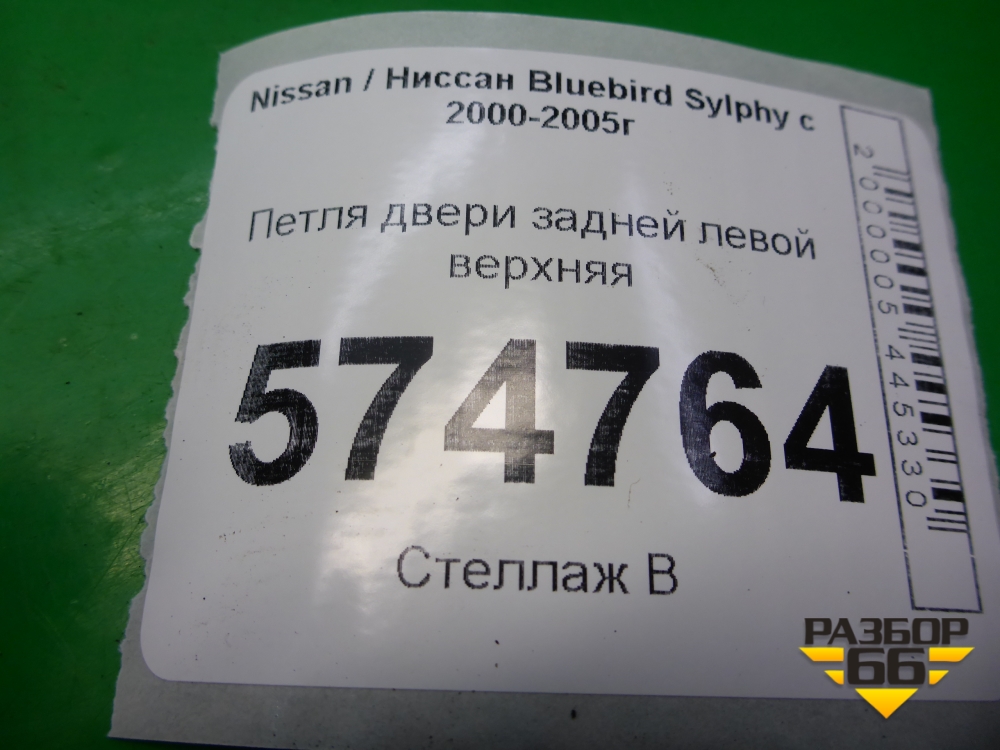 Nissan / Ниссан Bluebird Sylphy с
2000-2005г
Петля двери задней левой
верхняя
574764
Стеллаж В
2000005445330
РАЗБОР
66